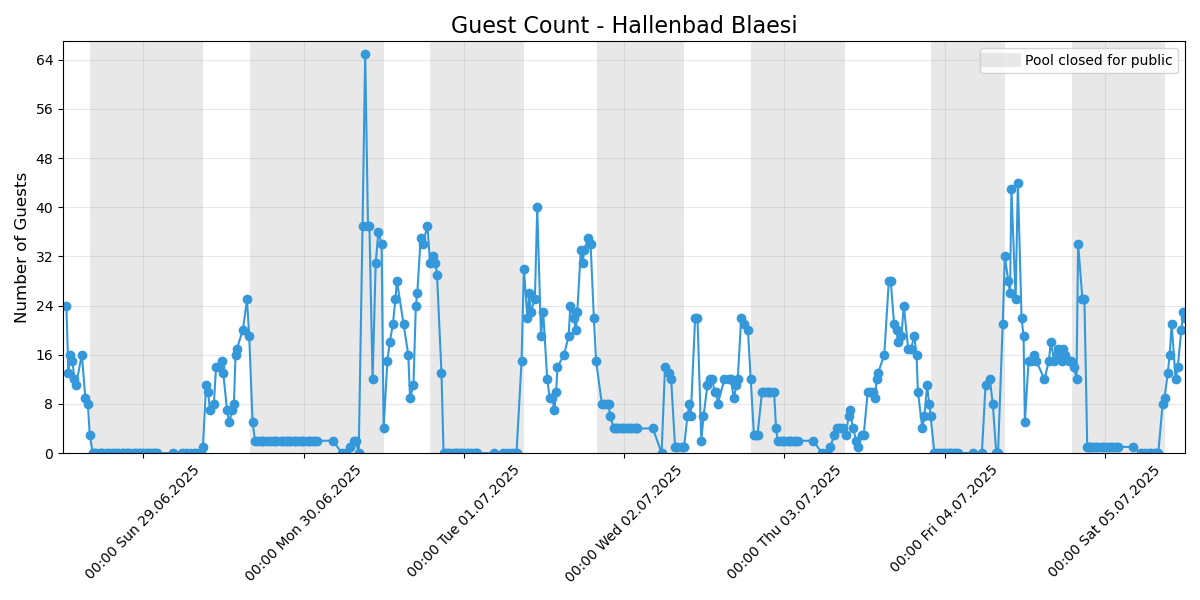 Guest Count - Hallenbad Blaesi
Pool closed for public
Number of Guests
64
56
48
40
32
24
16
8
0
00:00 Sun 29.06.2025
00:00 Mon 30.06.2025
00:00 Tue 01.07.2025
00:00 Wed 02.07.2025
00:00 Thu 03.07.2025
00:00 Fri 04.07.2025
00:00 Sat 05.07.2025